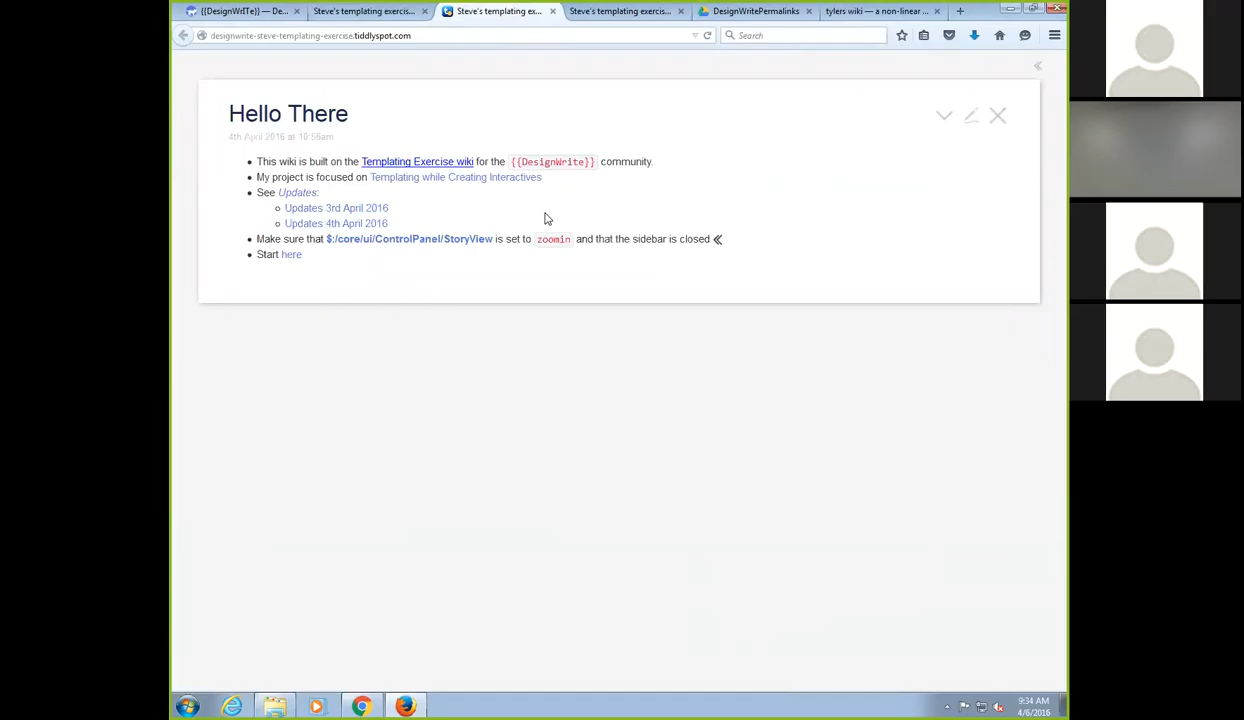 {{DesignWrITe}} — De...
Steve's templating exercis...
Steve's templating ex...
Steve's templating exercis...
DesignWritePermalinks
tylers wiki — a non-linear ...
designwrite-steve-templating-exercise.tiddlyspot.com
Search
Hello There
4th April 2016 at 10:56am
This wiki is built on the Templating Exercise wiki for the {{DesignWrite}} community.
My project is focused on Templating while Creating Interactives
See Updates:
Updates 3rd April 2016
Updates 4th April 2016
Make sure that $:/core/ui/ControlPanel/StoryView is set to zoomin and that the sidebar is closed
Start here
9:34 AM
4/6/2016